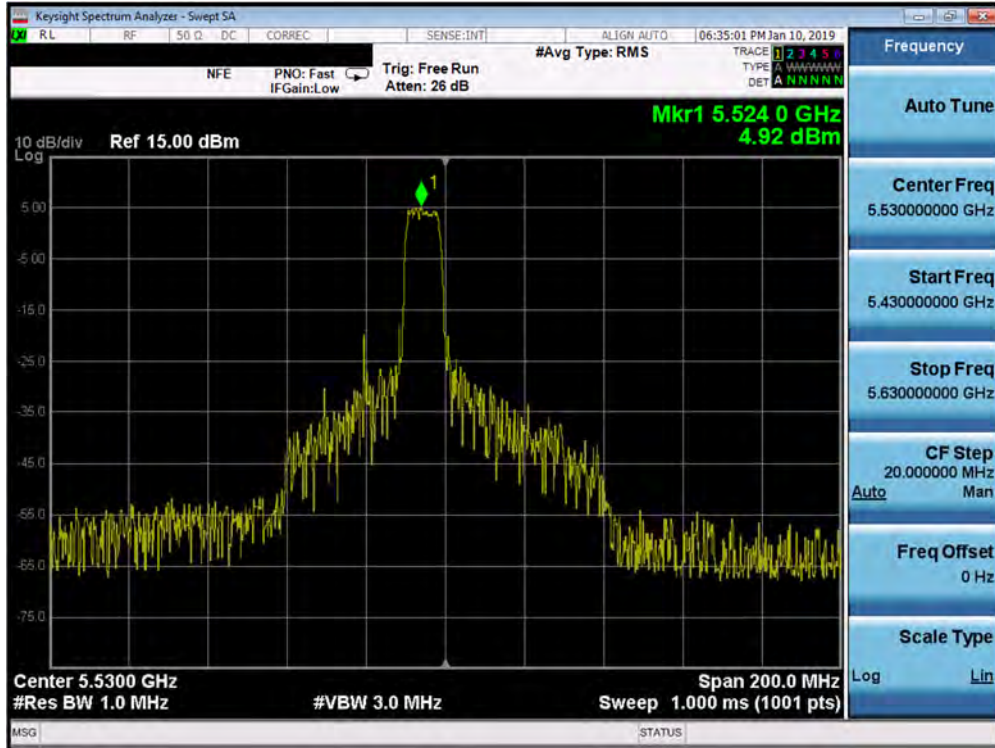 Keysight Spectrum Analyzer - Swept SA
LXI RL RF 50 Ω DC CORREC SENSE:INT ALIGN AUTO 06:35:01 PM Jan 10, 2019
#Avg Type: RMS
TRACE 1 2 3 4 5 6
TYPE A WWWWW
DET A N N N N N
NFE PNO: Fast Trig: Free Run
IFGain:Low Atten: 26 dB
Mkr1 5.524 0 GHz
4.92 dBm
10 dB/div Ref 15.00 dBm
Log
1
5.00
-5.00
-15.0
-25.0
-35.0
-45.0
-55.0
-65.0
-75.0
Center 5.5300 GHz Span 200.0 MHz
#Res BW 1.0 MHz #VBW 3.0 MHz Sweep 1.000 ms (1001 pts)
MSG STATUS
Frequency
Auto Tune
Center Freq
5.530000000 GHz
Start Freq
5.430000000 GHz
Stop Freq
5.630000000 GHz
CF Step
20.000000 MHz
Auto Man
Freq Offset
0 Hz
Scale Type
Log Lin